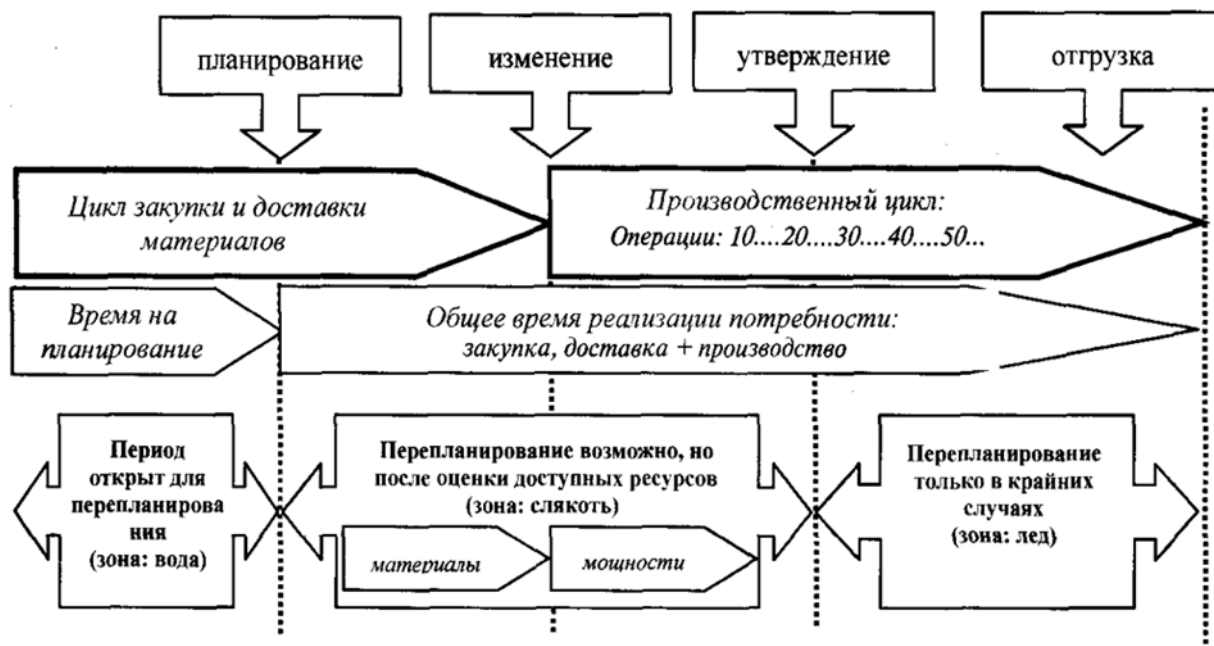 планирование
изменение
утверждение
отгрузка
Цикл закупки и доставки
материалов
Производственный цикл:
Операции: 10....20....30....40....50...
Время на
планирование
Общее время реализации потребности:
закупка, доставка + производство
Период
открыт для
перепланирова
ния
(зона: вода)
Перепланирование возможно, но
после оценки доступных ресурсов
(зона: слякоть)
материалы
мощности
Перепланирование
только в крайних
случаях
(зона: лед)